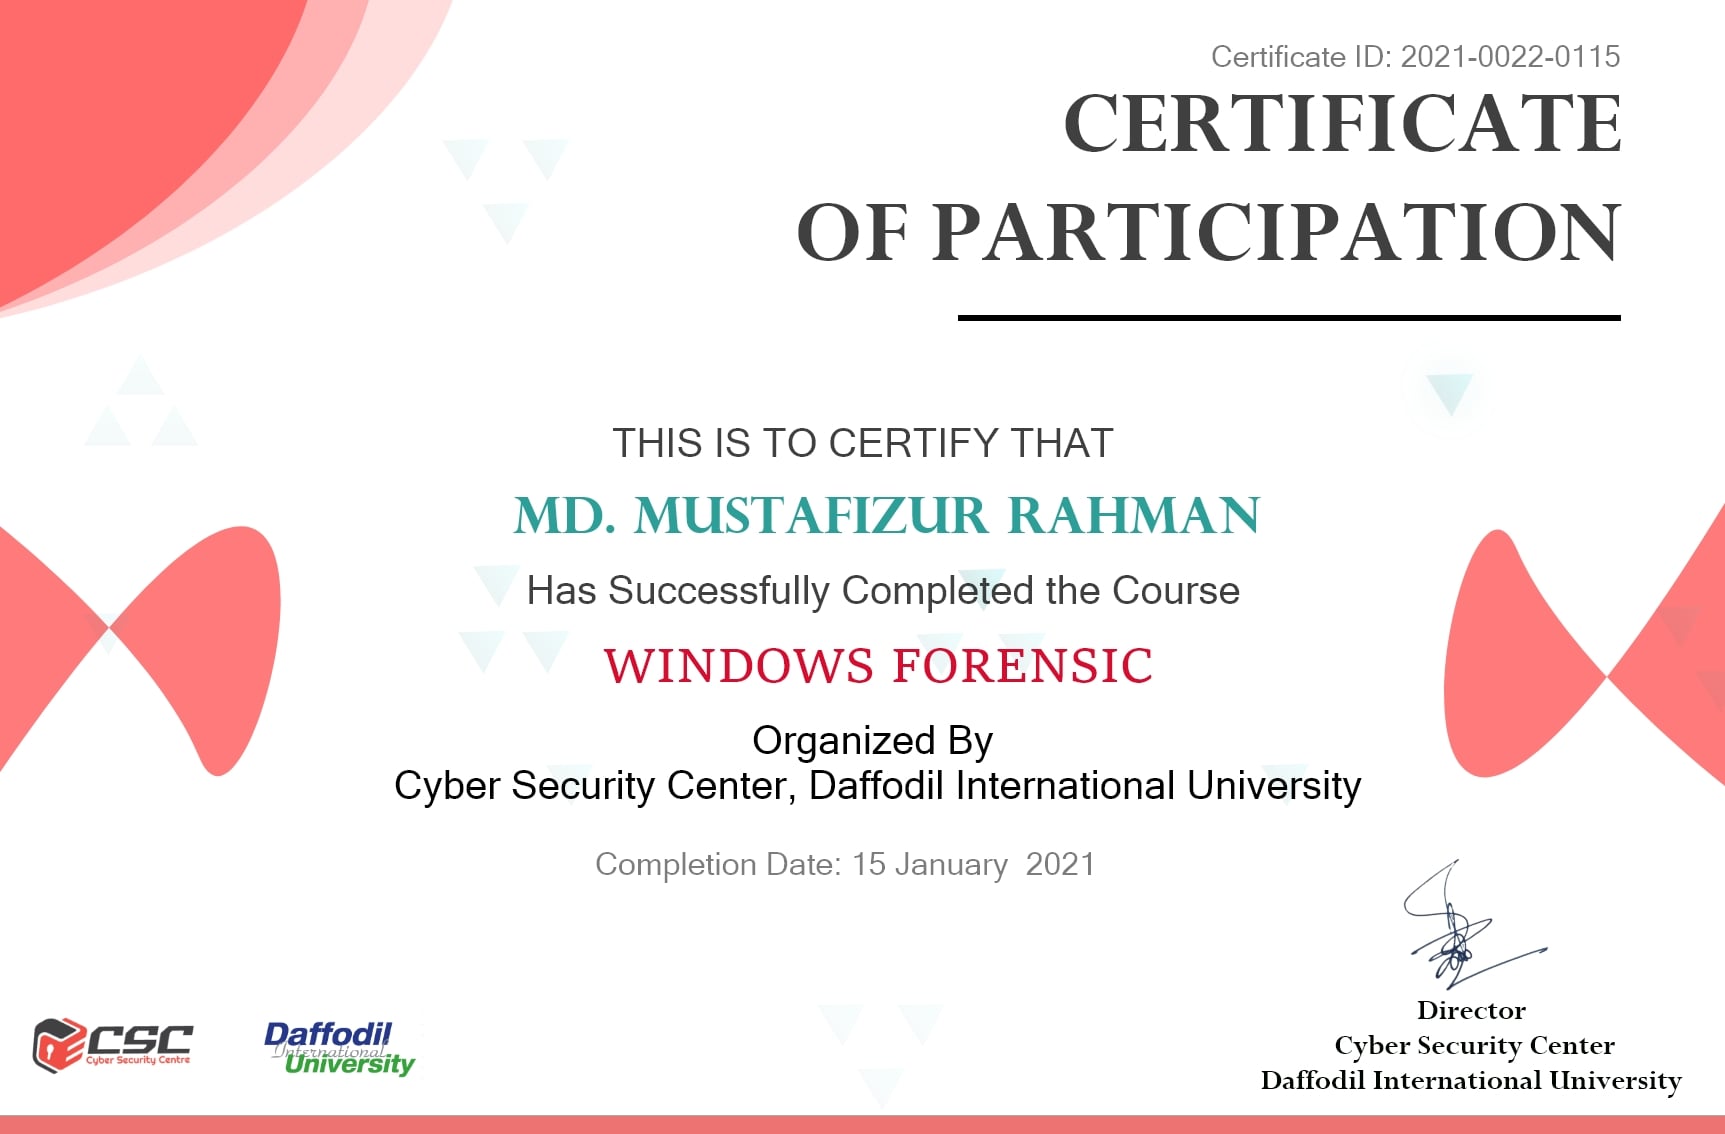 Certificate ID: 2021-0022-0115
CERTIFICATE
OF PARTICIPATION
THIS IS TO CERTIFY THAT
MD. MUSTAFIZUR RAHMAN
Has Successfully Completed the Course
WINDOWS FORENSIC
Organized By
Cyber Security Center, Daffodil International University
Completion Date: 15 January 2021
Director
Cyber Security Center
Daffodil International University
CSC
Cyber Security Centre
Daffodil
International
University